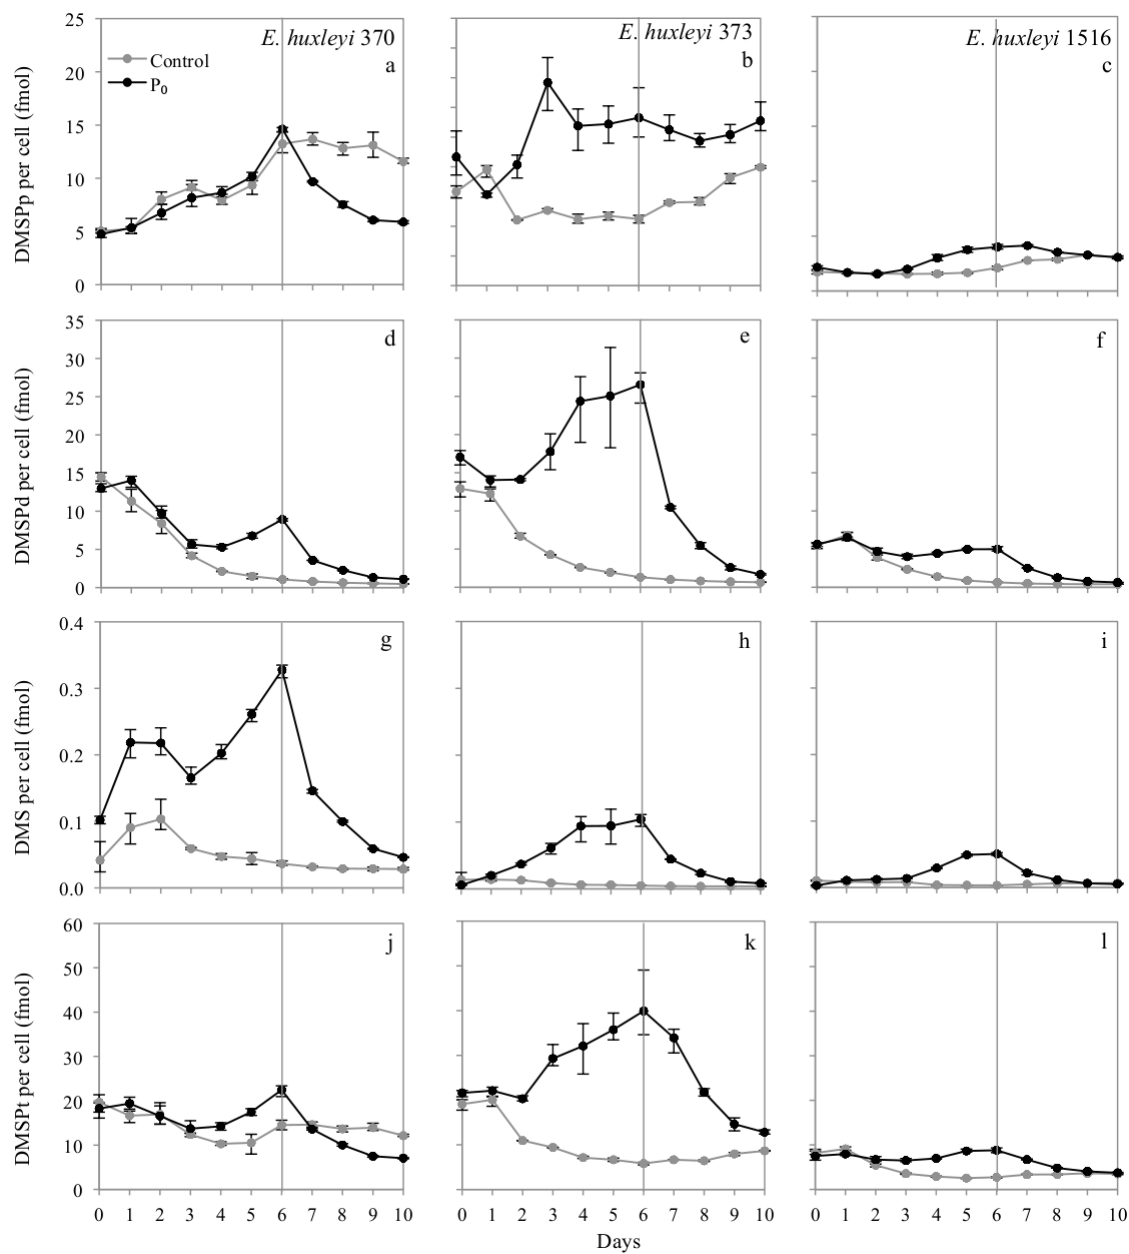 E. huxleyi 370
E. huxleyi 373
E. huxleyi 1516
Control
P₀
a
b
c
DMSPp per cell (fmol)
25
20
15
10
5
0
d
e
f
DMSPd per cell (fmol)
35
30
25
20
15
10
5
0
g
h
i
DMS per cell (fmol)
0.4
0.3
0.2
0.1
0.0
j
k
l
DMSPt per cell (fmol)
60
50
40
30
20
10
0
0 1 2 3 4 5 6 7 8 9 10
0 1 2 3 4 5 6 7 8 9 10
0 1 2 3 4 5 6 7 8 9 10
Days